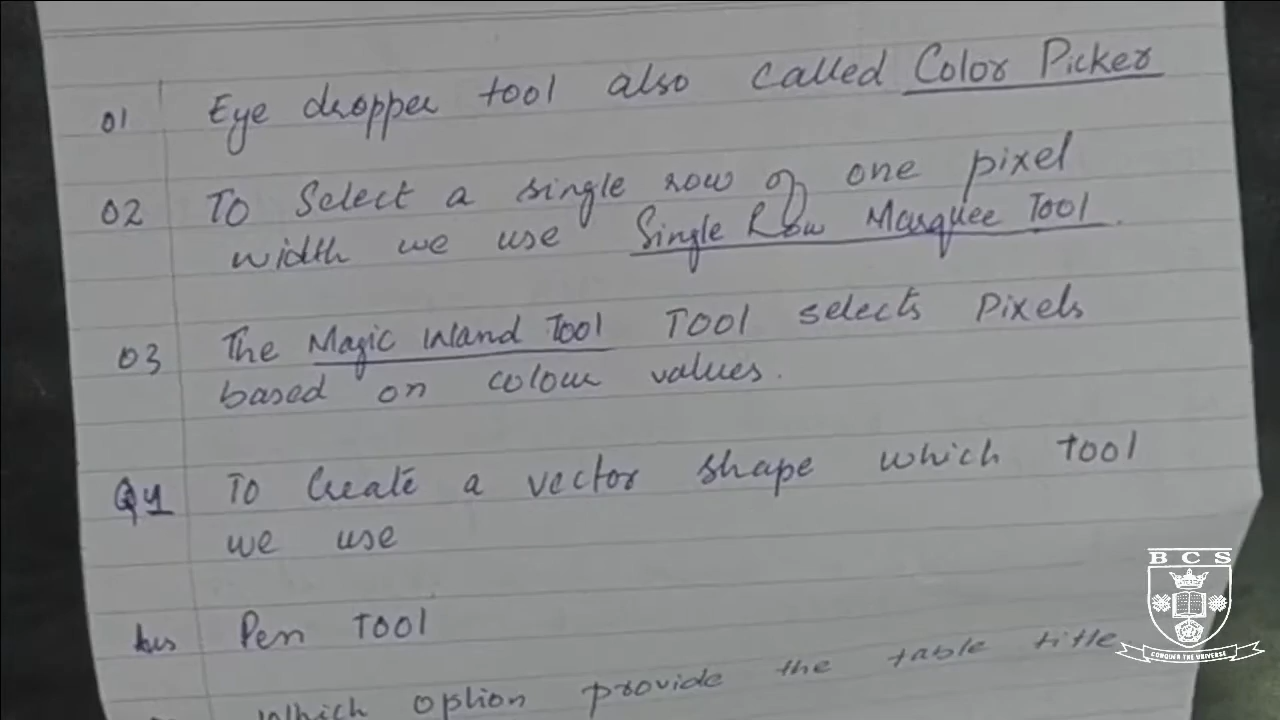 01 Eye dropper tool also called Color Picker
02 To Select a single row of one pixel
width we use Single Row Marquee Tool.
03 The Magic Wand Tool Tool selects Pixels
based on colour values.
Q4 To Create a vector shape which tool
we use
Ans Pen Tool
Which option provide the table title
BCS
CONQUER THE UNIVERSE